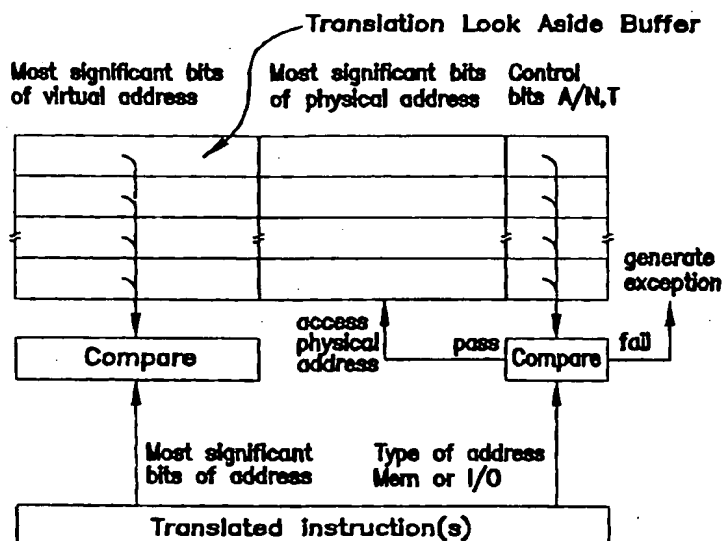 Translation Look Aside Buffer
Most significant bits
of virtual address
Most significant bits
of physical address
Control
bits A/N,T
generate
exception
access
physical
address
pass
fail
Compare
Compare
Most significant
bits of address
Type of address
Mem or I/O
Translated instruction(s)